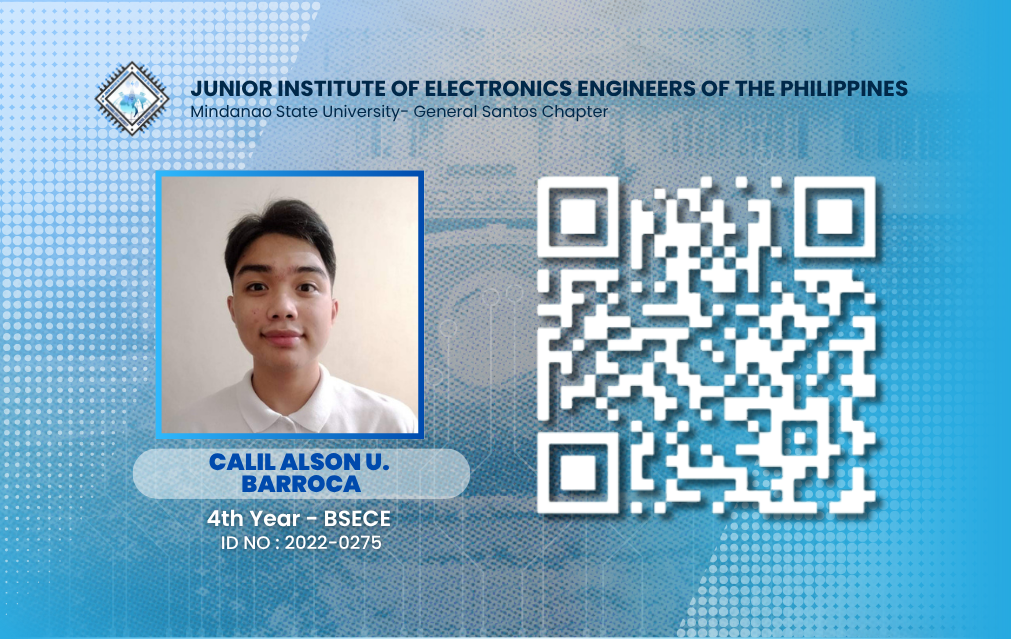 JUNIOR INSTITUTE OF ELECTRONICS ENGINEERS OF THE PHILIPPINES
Mindanao State University- General Santos Chapter
CALIL ALSON U.
BARROCA
4th Year - BSECE
ID NO : 2022-0275